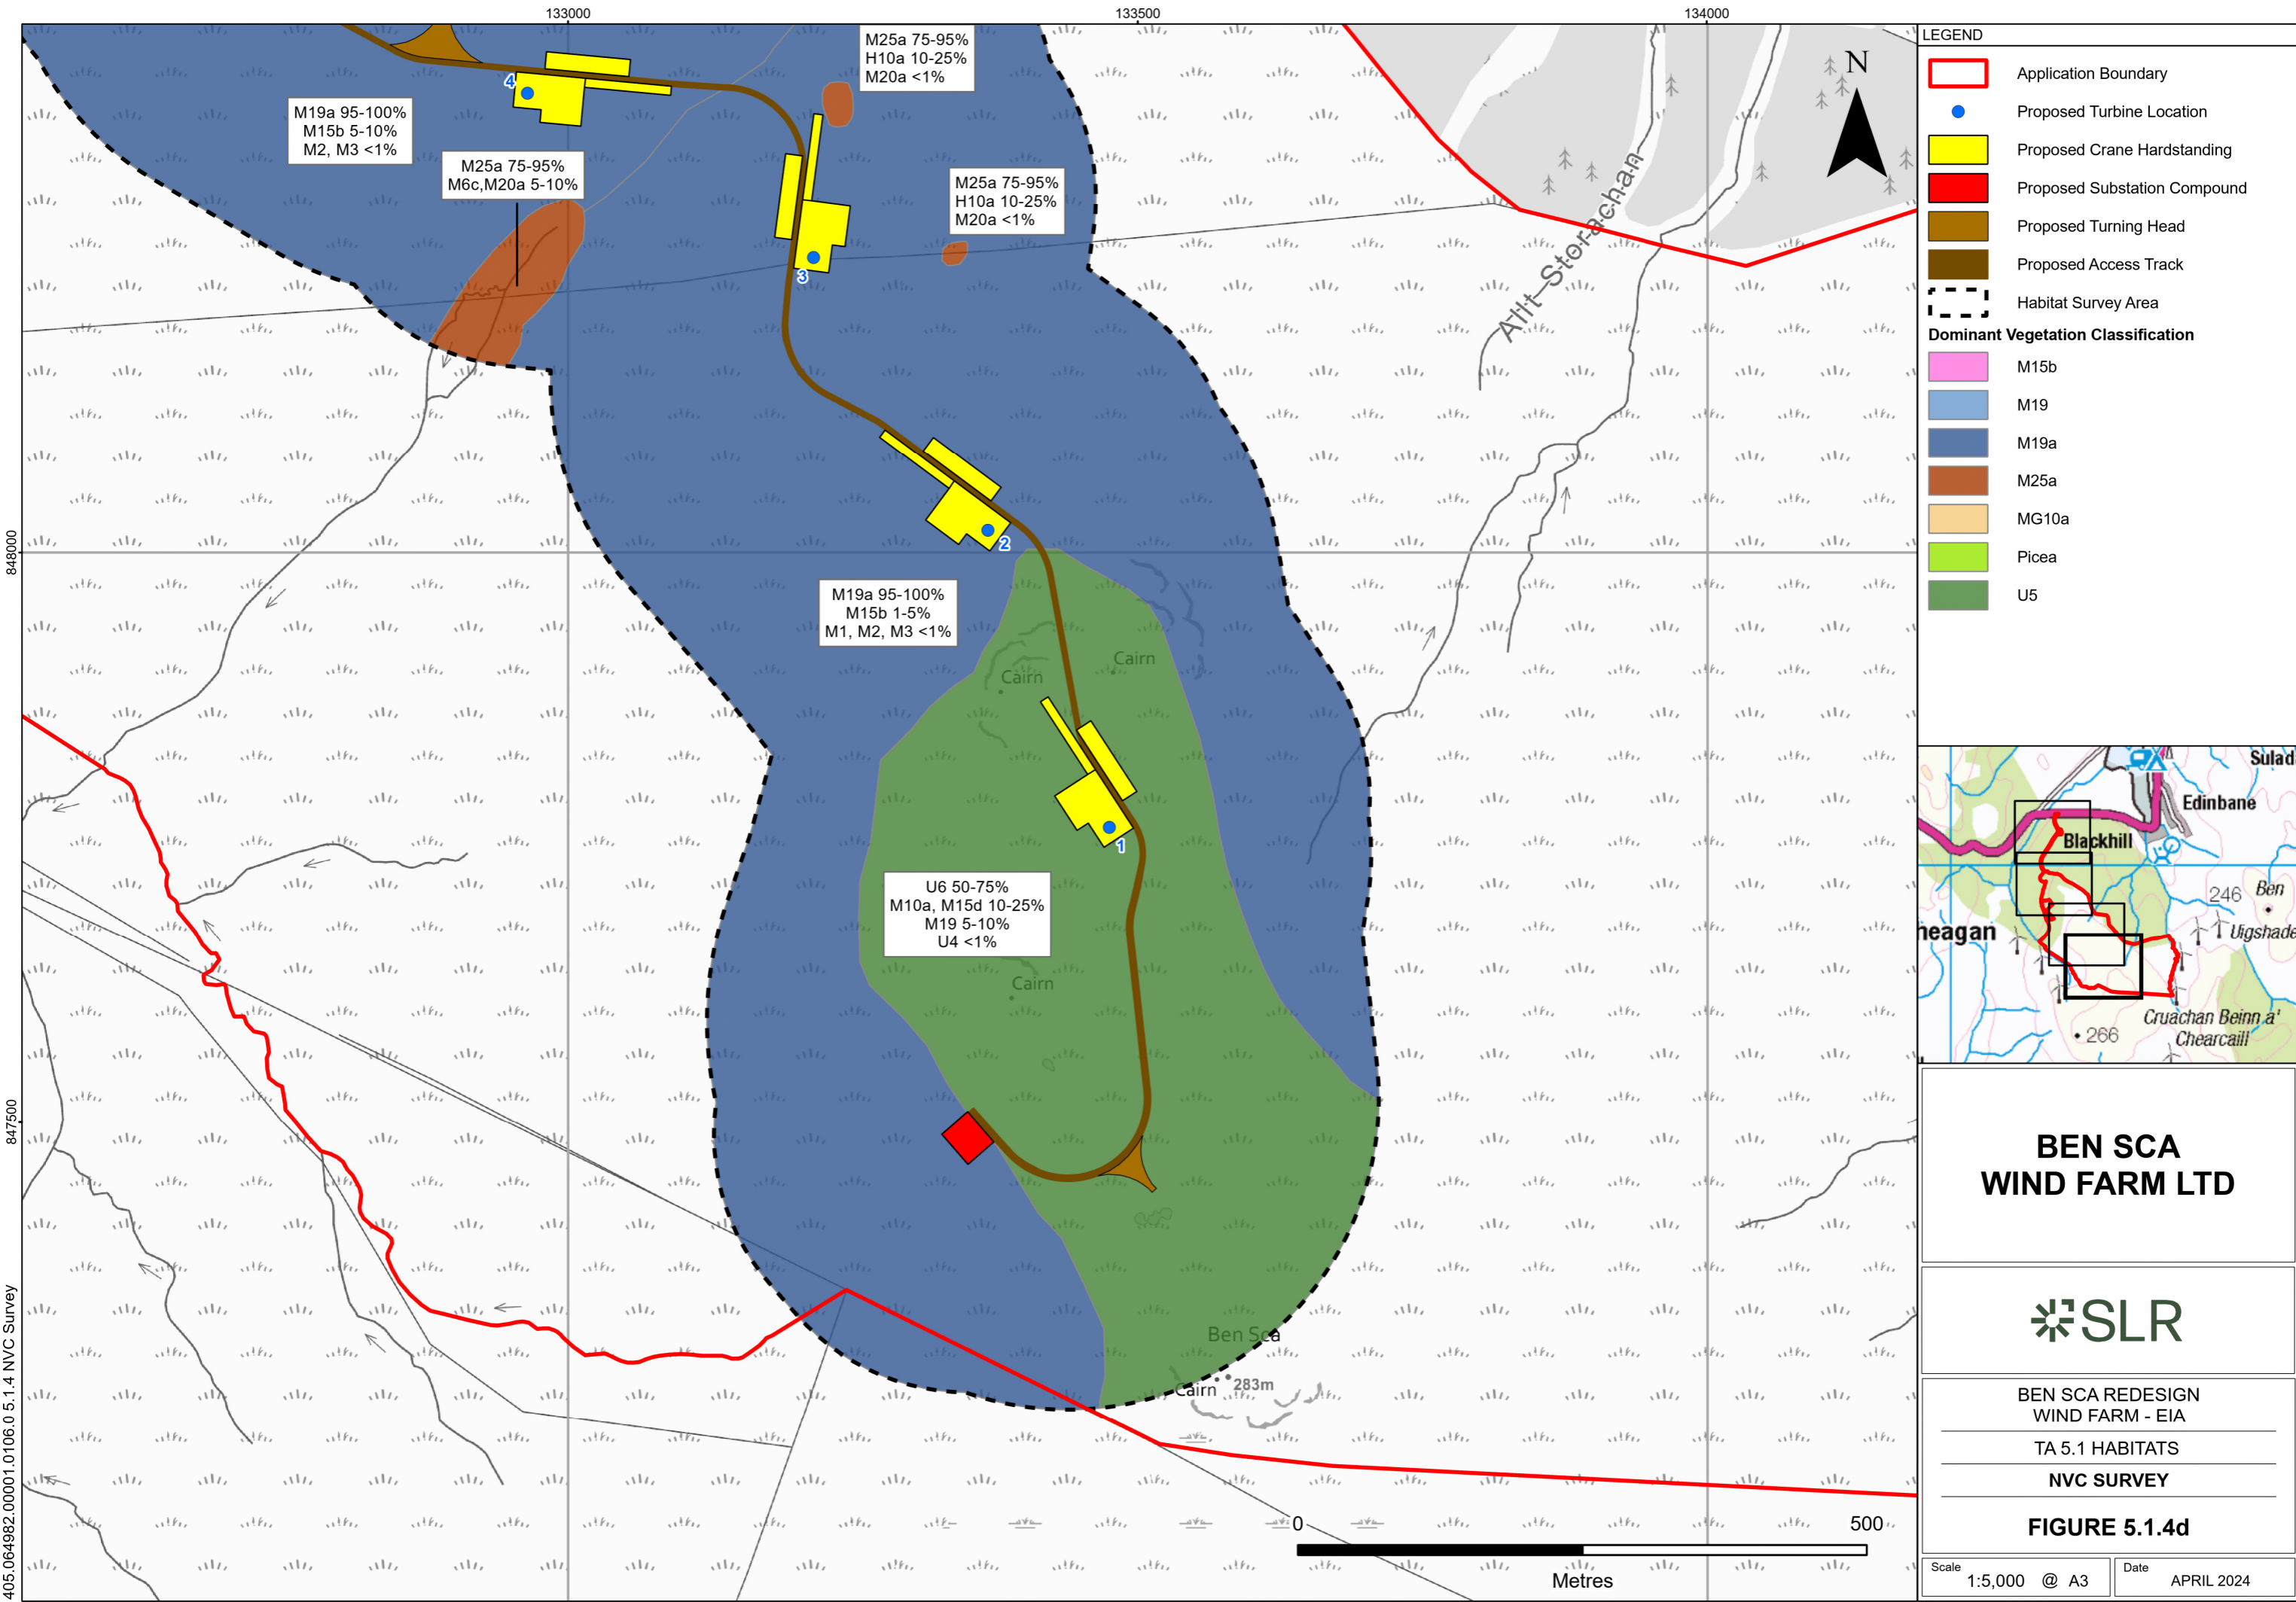 133000
133500
134000
848000
847500
405.064982.00001.0106.0 5.1.4 NVC Survey
M25a 75-95%
H10a 10-25%
M20a <1%
4
M19a 95-100%
M15b 5-10%
M2, M3 <1%
M25a 75-95%
M6c,M20a 5-10%
M25a 75-95%
H10a 10-25%
M20a <1%
3
Allt Storachan
2
M19a 95-100%
M15b 1-5%
M1, M2, M3 <1%
Cairn
Cairn
1
U6 50-75%
M10a, M15d 10-25%
M19 5-10%
U4 <1%
Cairn
Ben Sca
Cairn
283m
0
500
Metres
N
LEGEND
Application Boundary
Proposed Turbine Location
Proposed Crane Hardstanding
Proposed Substation Compound
Proposed Turning Head
Proposed Access Track
Habitat Survey Area
Dominant Vegetation Classification
M15b
M19
M19a
M25a
MG10a
Picea
U5
Sulad
Edinbane
Blackhill
246
Ben
Uigshade
heagan
Cruachan Beinn a'
Chearcaill
266
BEN SCA
WIND FARM LTD
SLR
BEN SCA REDESIGN
WIND FARM - EIA
TA 5.1 HABITATS
NVC SURVEY
FIGURE 5.1.4d
Scale
1:5,000 @ A3
Date
APRIL 2024